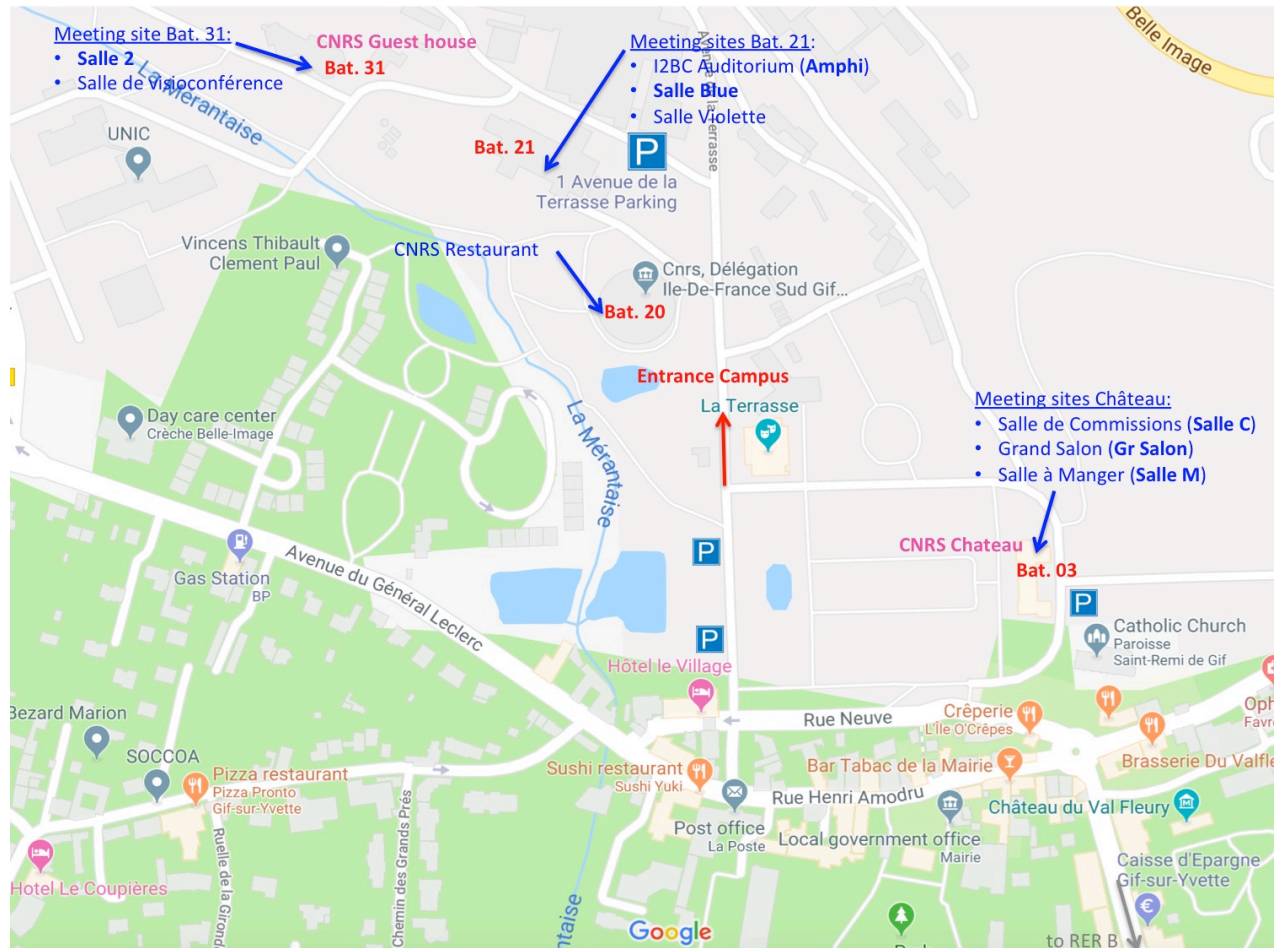 Meeting site Bat. 31:
• Salle 2
• Salle de visioconférence
CNRS Guest house
Bat. 31
Meeting sites Bat. 21:
• I2BC Auditorium (Amphi)
• Salle Blue
• Salle Violette
Avenue de la Terrasse
Belle Image
La Mérantaise
UNIC
Bat. 21
P
1 Avenue de la
Terrasse Parking
Vincens Thibault
Clement Paul
CNRS Restaurant
Cnrs, Délégation
Ile-De-France Sud Gif...
Bat. 20
Entrance Campus
La Terrasse
Meeting sites Château:
• Salle de Commissions (Salle C)
• Grand Salon (Gr Salon)
• Salle à Manger (Salle M)
Day care center
Crèche Belle-Image
La Mérantaise
CNRS Chateau
Bat. 03
P
P
P
Gas Station
BP
Avenue du Général Leclerc
Catholic Church
Paroisse
Saint-Remi de Gif
Hôtel le Village
Bezard Marion
Rue Neuve
Crêperie
L'Île O'Crêpes
Oph
Favre
SOCCOA
Pizza restaurant
Pizza Pronto
Gif-sur-Yvette
Sushi restaurant
Sushi Yuki
Bar Tabac de la Mairie
Brasserie Du Valfle
Rue Henri Amodru
Château du Val Fleury
Post office
La Poste
Local government office
Mairie
Hotel Le Coupières
Ruelle de la Girond
Chemin des Grands Prés
antaise
Caisse d'Epargne
Gif-sur-Yvette
Google
to RER B